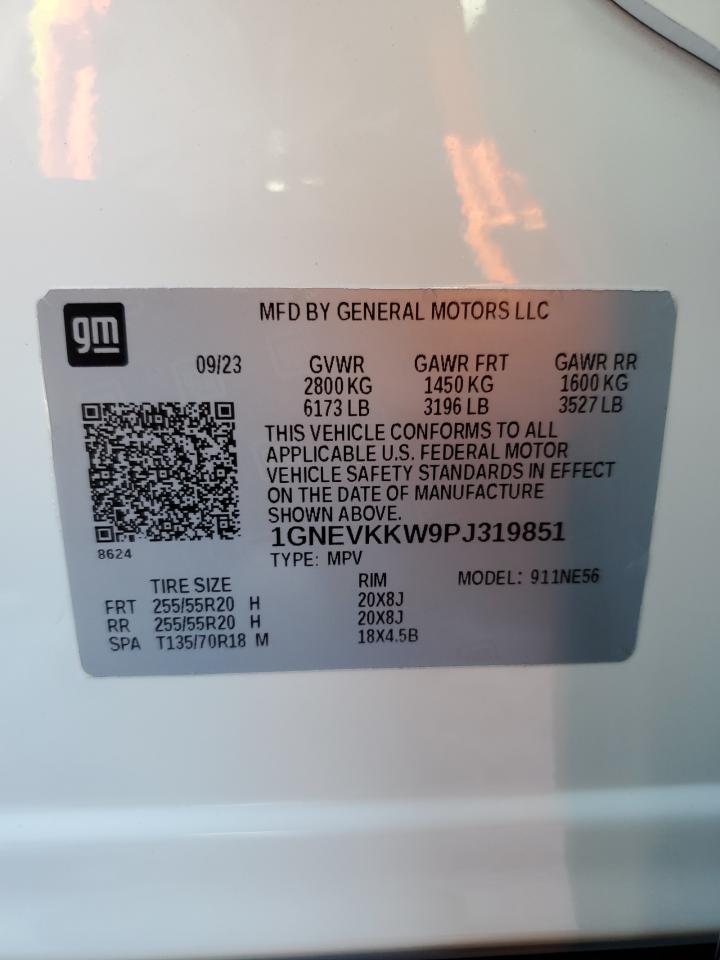 gm
MFD BY GENERAL MOTORS LLC
09/23 GVWR GAWR FRT GAWR RR
2800 KG 1450 KG 1600 KG
6173 LB 3196 LB 3527 LB
THIS VEHICLE CONFORMS TO ALL
APPLICABLE U.S. FEDERAL MOTOR
VEHICLE SAFETY STANDARDS IN EFFECT
ON THE DATE OF MANUFACTURE
SHOWN ABOVE.
1GNEVKKW9PJ319851
8624
TYPE: MPV
TIRE SIZE RIM MODEL: 911NE56
FRT 255/55R20 H 20X8J
RR 255/55R20 H 20X8J
SPA T135/70R18 M 18X4.5B